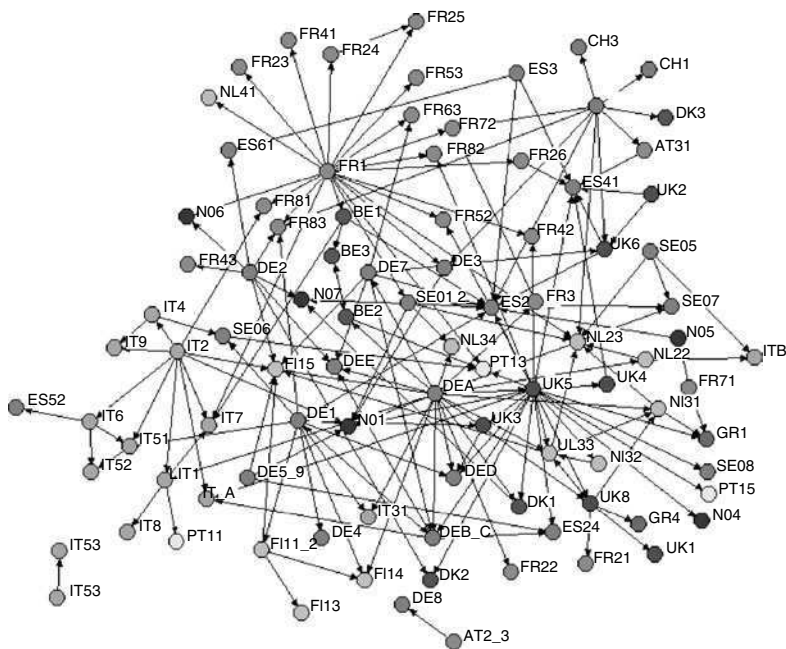 FR25
FR41
FR24
CH3
FR23
ES3
CH1
FR53
NL41
FR63
FR72
DK3
ES61
FR82
FR26
AT31
FR1
ES41
UK2
FR81
N06
BE1
FR83
FR52
FR42
UK6
SE05
BE3
FR43
DE2
DE7
DE3
N07
SE01_2
ES2
FR3
SE07
IT4
BE2
SE06
NL34
NL23
N05
IT9
IT2
DEE
PT13
NL22
ITB
FI15
DEA
UK5
UK4
FR71
ES52
IT6
IT7
DE1
N01
UK3
NI31
GR1
IT51
UL33
NI32
IT52
LIT1
DE5_9
DED
SE08
IT_A
IT31
DK1
UK8
PT15
IT8
PT11
DE4
DEB_C
ES24
GR4
N04
FI11_2
IT53
FI14
DK2
FR22
FR21
UK1
IT53
FI13
DE8
AT2_3